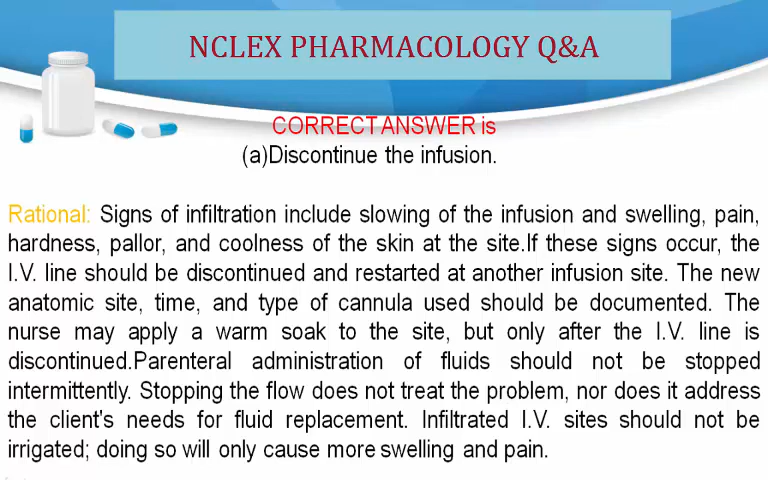 NCLEX PHARMACOLOGY Q&A
CORRECT ANSWER is
(a)Discontinue the infusion.
Rational: Signs of infiltration include slowing of the infusion and swelling, pain,
hardness, pallor, and coolness of the skin at the site.If these signs occur, the
I.V. line should be discontinued and restarted at another infusion site. The new
anatomic site, time, and type of cannula used should be documented. The
nurse may apply a warm soak to the site, but only after the I.V. line is
discontinued.Parenteral administration of fluids should not be stopped
intermittently. Stopping the flow does not treat the problem, nor does it address
the client's needs for fluid replacement. Infiltrated I.V. sites should not be
irrigated; doing so will only cause more swelling and pain.